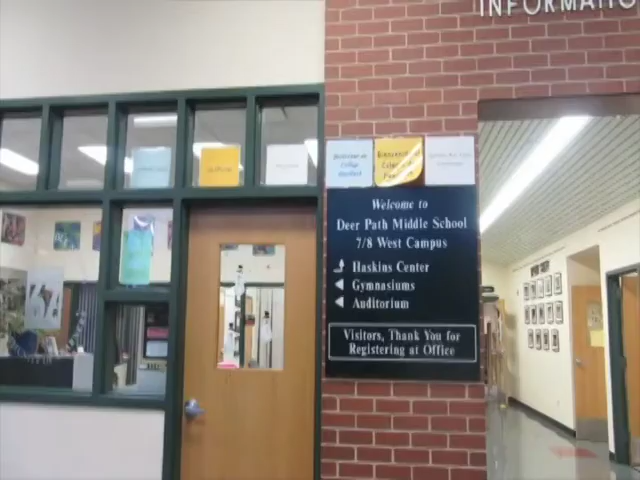 INFORMATIO
Welcome to
Deer Path Middle School
7/8 West Campus
Haskins Center
Gymnasiums
Auditorium
Visitors, Thank You for
Registering at Office